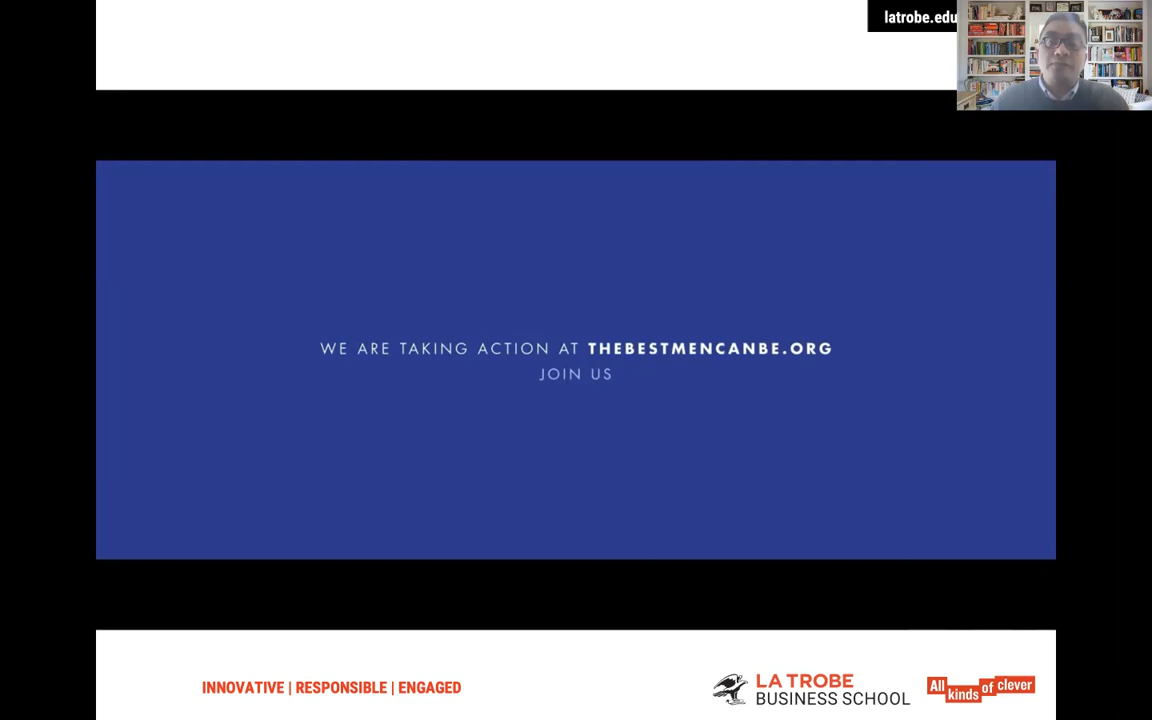 latrobe.edu
WE ARE TAKING ACTION AT THEBESTMENCANBE.ORG
JOIN US
INNOVATIVE | RESPONSIBLE | ENGAGED
LA TROBE
BUSINESS SCHOOL
All kinds of clever